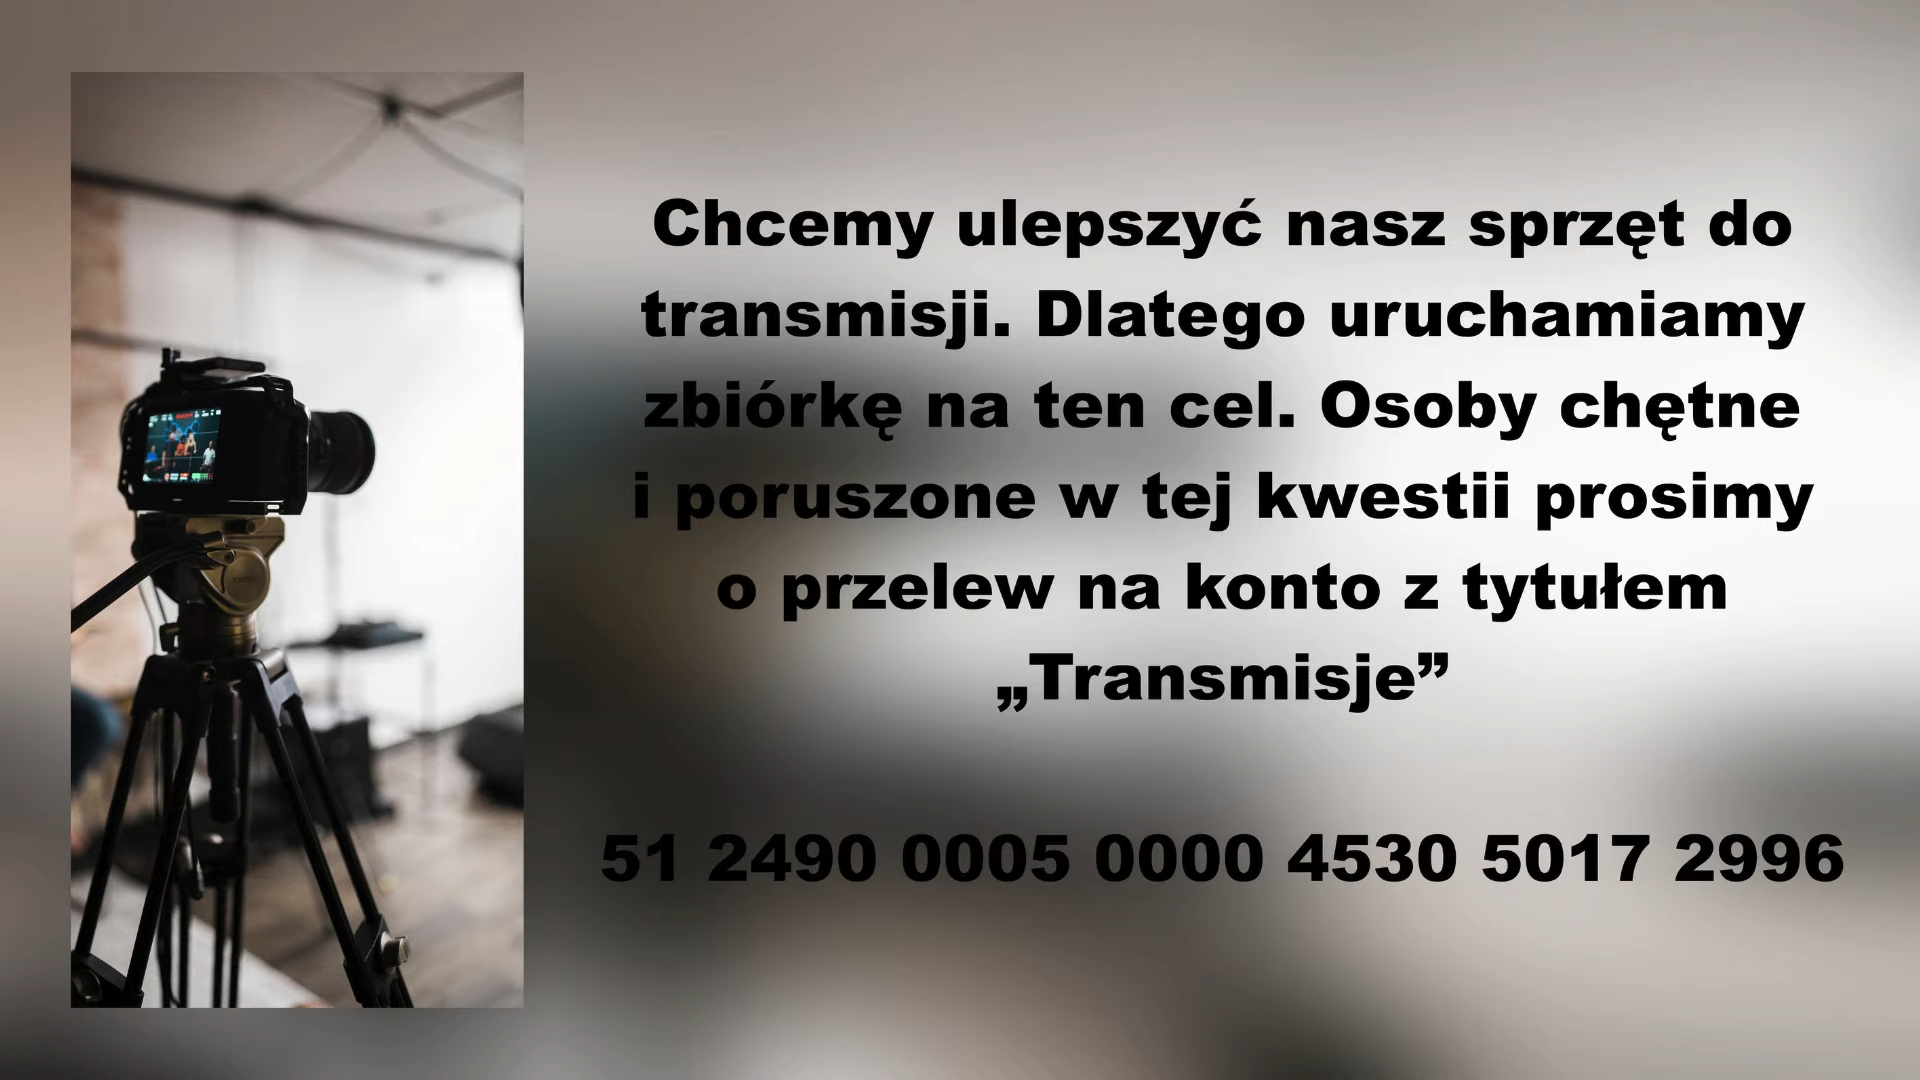 Chcemy ulepszyć nasz sprzęt do
transmisji. Dlatego uruchamiamy
zbiórkę na ten cel. Osoby chętne
i poruszone w tej kwestii prosimy
o przelew na konto z tytułem
„Transmisje”
51 2490 0005 0000 4530 5017 2996